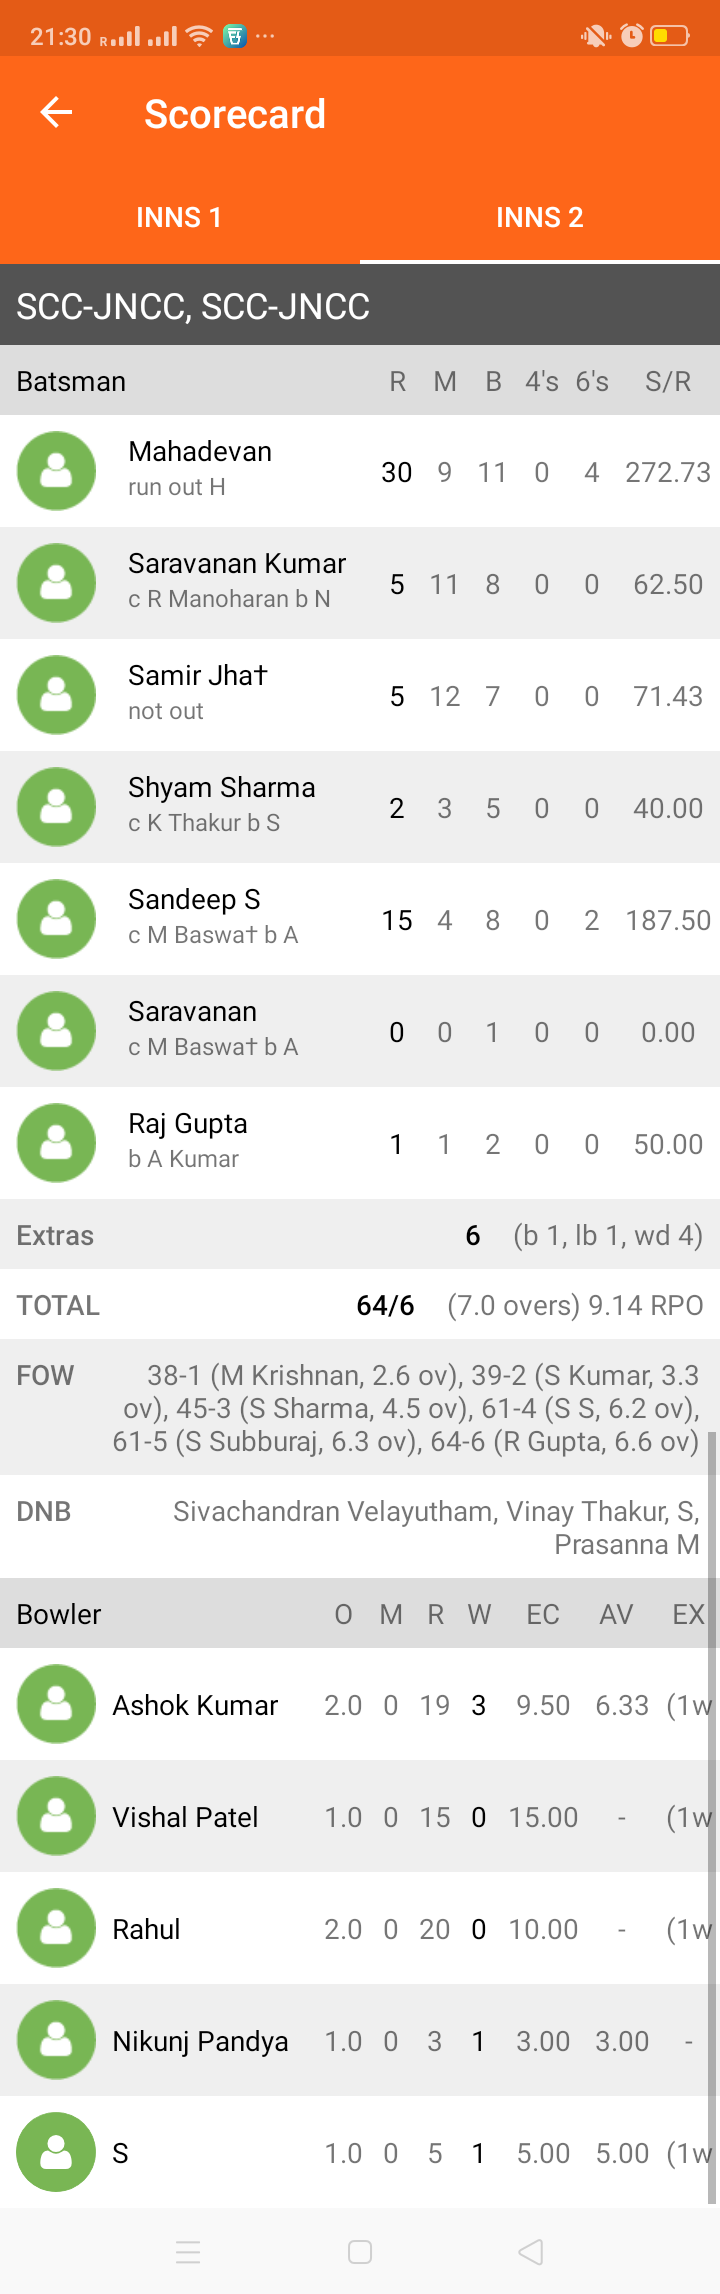 21:30
Scorecard
INNS 1 INNS 2
SCC-JNCC, SCC-JNCC
Batsman R M B 4's 6's S/R
Mahadevan
run out H
30 9 11 0 4 272.73
Saravanan Kumar
c R Manoharan b N
5 11 8 0 0 62.50
Samir Jha†
not out
5 12 7 0 0 71.43
Shyam Sharma
c K Thakur b S
2 3 5 0 0 40.00
Sandeep S
c M Baswa† b A
15 4 8 0 2 187.50
Saravanan
c M Baswa† b A
0 0 1 0 0 0.00
Raj Gupta
b A Kumar
1 1 2 0 0 50.00
Extras 6 (b 1, lb 1, wd 4)
TOTAL 64/6 (7.0 overs) 9.14 RPO
FOW 38-1 (M Krishnan, 2.6 ov), 39-2 (S Kumar, 3.3
ov), 45-3 (S Sharma, 4.5 ov), 61-4 (S S, 6.2 ov),
61-5 (S Subburaj, 6.3 ov), 64-6 (R Gupta, 6.6 ov)
DNB Sivachandran Velayutham, Vinay Thakur, S,
Prasanna M
Bowler O M R W EC AV EX
Ashok Kumar 2.0 0 19 3 9.50 6.33 (1w
Vishal Patel 1.0 0 15 0 15.00 - (1w
Rahul 2.0 0 20 0 10.00 - (1w
Nikunj Pandya 1.0 0 3 1 3.00 3.00 -
S 1.0 0 5 1 5.00 5.00 (1w